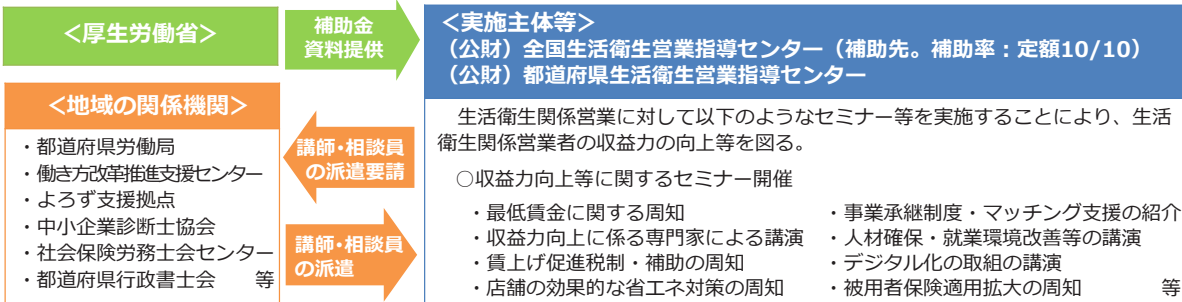 <厚生労働省>
補助金
資料提供
<実施主体等>
（公財）全国生活衛生営業指導センター（補助先。補助率：定額10/10）
（公財）都道府県生活衛生営業指導センター
<地域の関係機関>
・都道府県労働局
・働き方改革推進支援センター
・よろず支援拠点
・中小企業診断士協会
・社会保険労務士会センター
・都道府県行政書士会　等
講師・相談員
の派遣要請
講師・相談員
の派遣
生活衛生関係営業に対して以下のようなセミナー等を実施することにより、生活
衛生関係営業者の収益力の向上等を図る。
○収益力向上等に関するセミナー開催
・最低賃金に関する周知
・収益力向上に係る専門家による講演
・賃上げ促進税制・補助の周知
・店舗の効果的な省エネ対策の周知
・事業承継制度・マッチング支援の紹介
・人材確保・就業環境改善等の講演
・デジタル化の取組の講演
・被用者保険適用拡大の周知　等